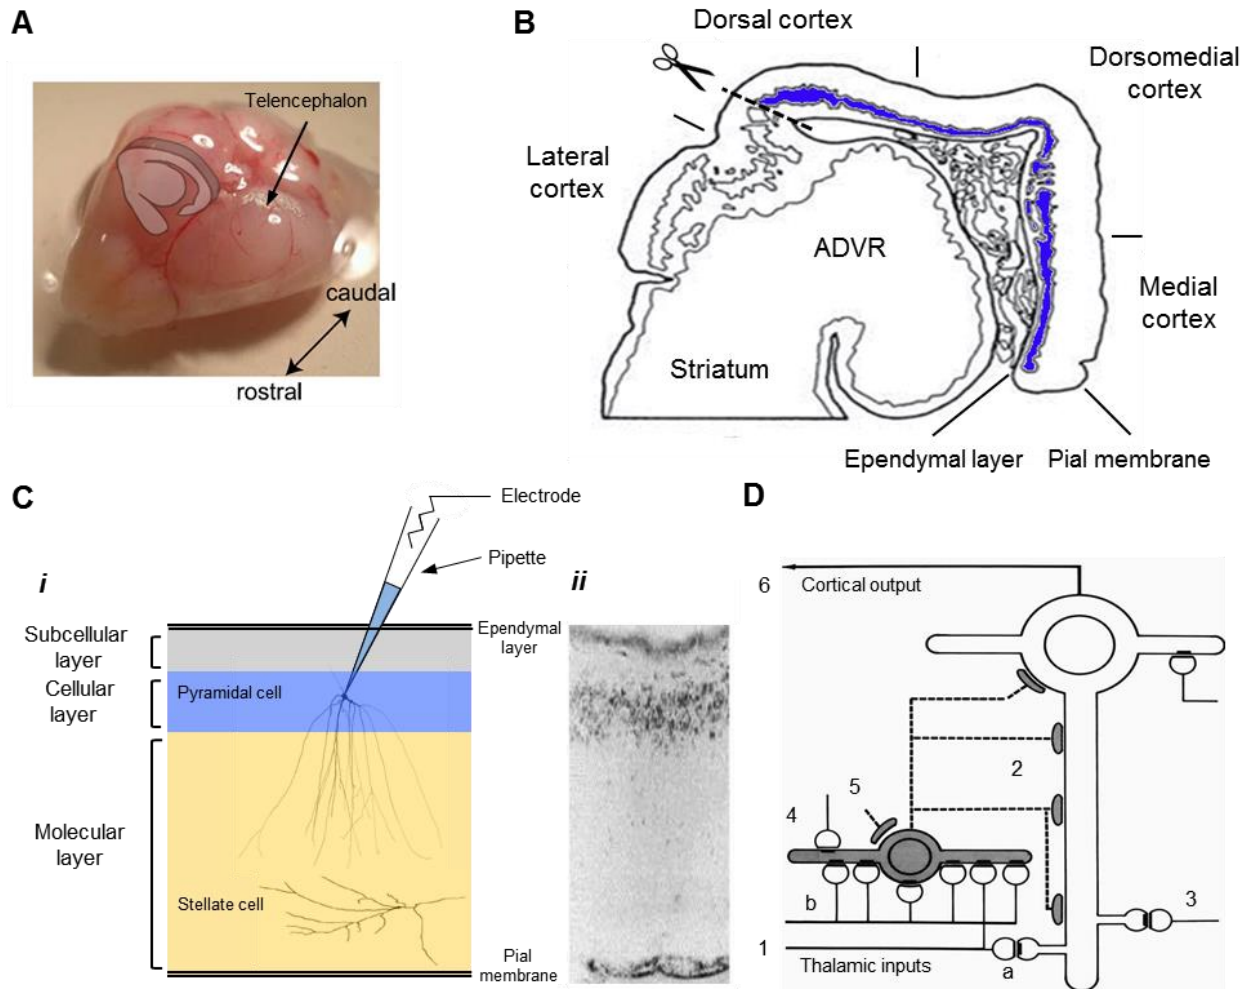 A
Telencephalon
caudal
rostral
B
Dorsal cortex
Dorsomedial
cortex
Lateral
cortex
ADVR
Medial
cortex
Striatum
Ependymal layer
Pial membrane
C
Electrode
Pipette
i
ii
Subcellular
layer
Ependymal
layer
Cellular
layer
Pyramidal cell
Molecular
layer
Stellate cell
Pial
membrane
D
6
Cortical output
2
5
4
3
b
1
Thalamic inputs
a